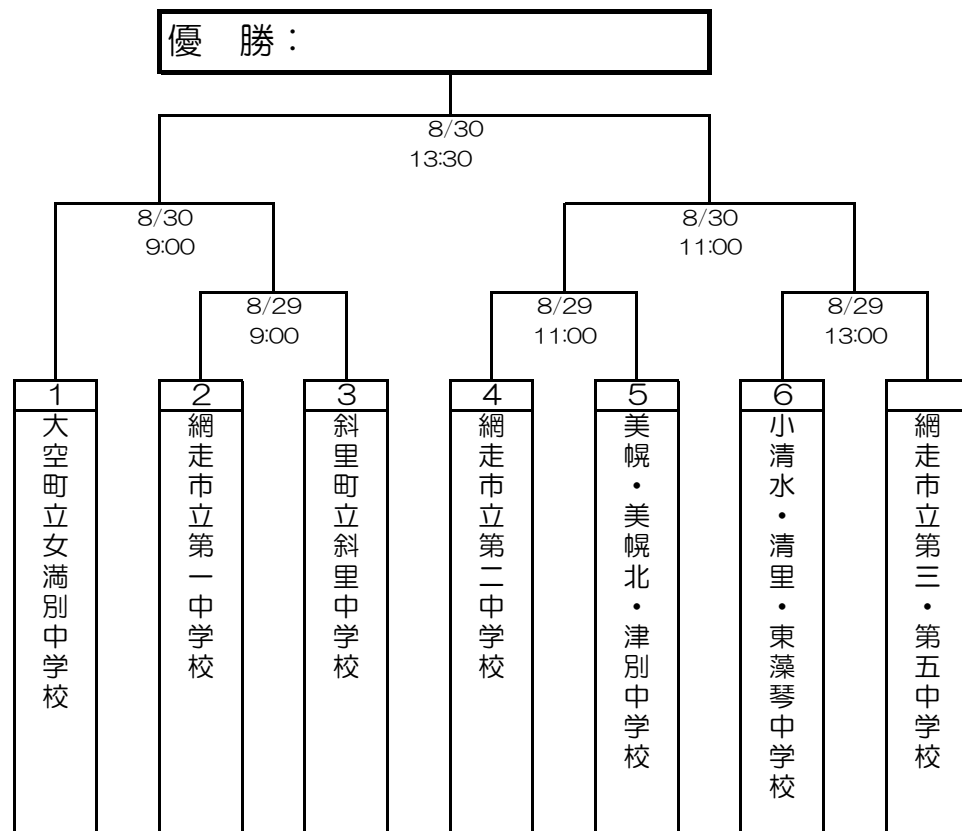 優　勝：
8/30
13:30
8/30
9:00
8/30
11:00
8/29
9:00
8/29
11:00
8/29
13:00
1
大空町立女満別中学校
2
網走市立第一中学校
3
斜里町立斜里中学校
4
網走市立第二中学校
5
美幌・美幌北・津別中学校
6
小清水・清里・東藻琴中学校
網走市立第三・第五中学校